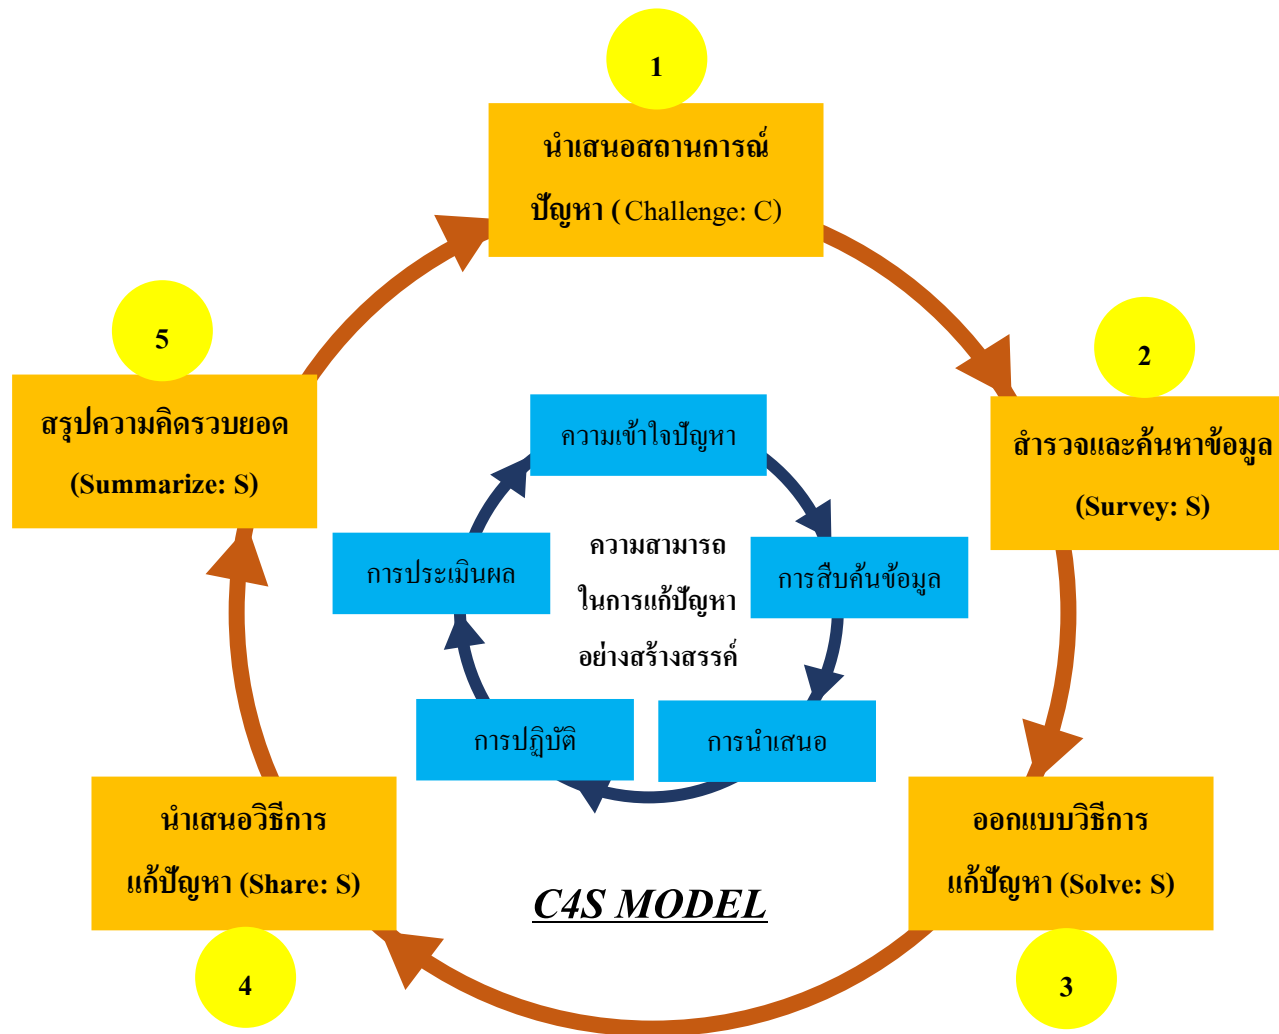 1
นำเสนอสถานการณ์
ปัญหา (Challenge: C)
2
สำรวจและค้นหาข้อมูล
(Survey: S)
3
ออกแบบวิธีการ
แก้ปัญหา (Solve: S)
4
นำเสนอวิธีการ
แก้ปัญหา (Share: S)
5
สรุปความคิดรวบยอด
(Summarize: S)
ความเข้าใจปัญหา
การสืบค้นข้อมูล
การนำเสนอ
การปฏิบัติ
การประเมินผล
ความสามารถ
ในการแก้ปัญหา
อย่างสร้างสรรค์
C4S MODEL